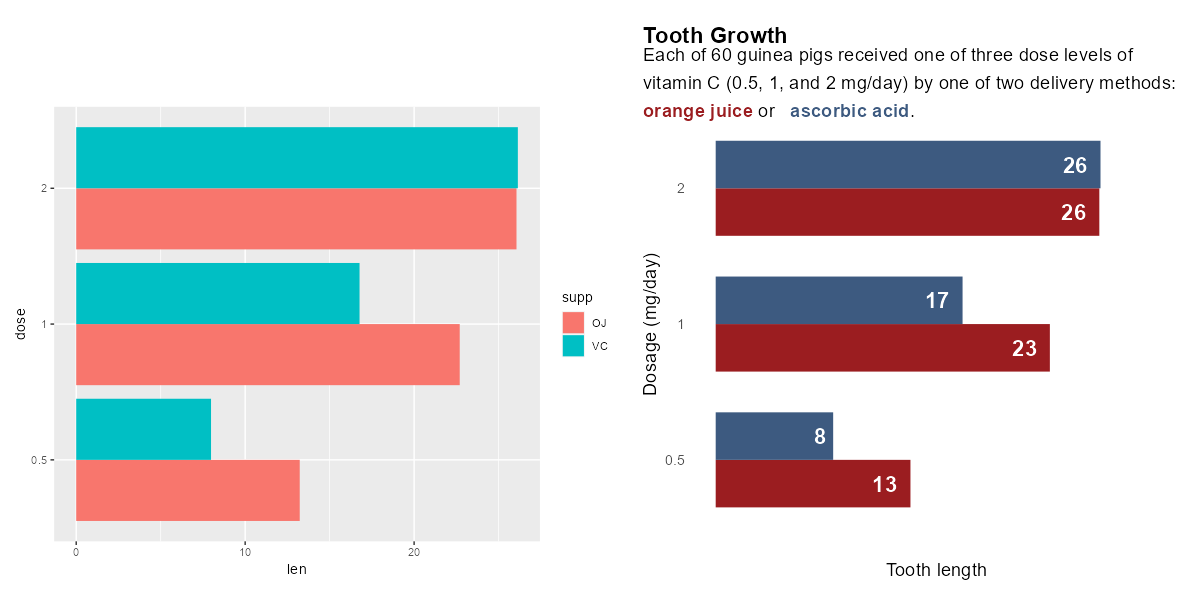 dose
2
1
0.5
0
10
20
len
supp
OJ
VC
Tooth Growth
Each of 60 guinea pigs received one of three dose levels of
vitamin C (0.5, 1, and 2 mg/day) by one of two delivery methods:
orange juice or ascorbic acid.
Dosage (mg/day)
2
26
26
1
17
23
0.5
8
13
Tooth length